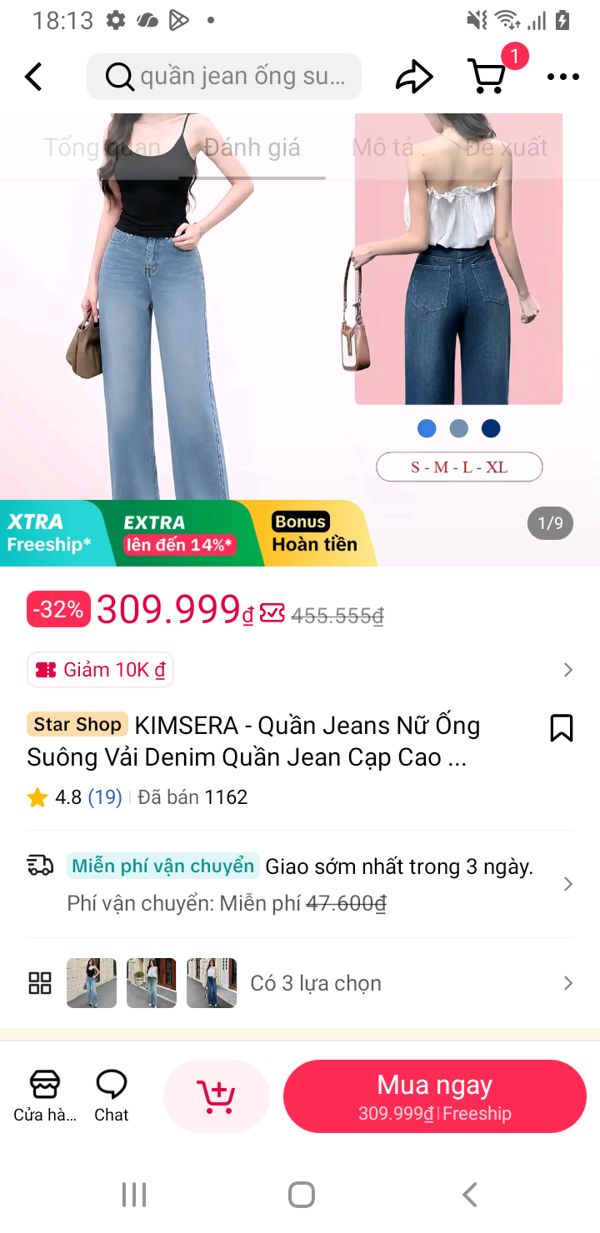 18:13
quần jean ống su...
1
Tổng quan Đánh giá Mô tả . Đề xuất
S - M - L - XL
XTRA
Freeship*
EXTRA
lên đến 14%*
Bonus
Hoàn tiền
1/9
-32% 309.999đ 455.555đ
Giảm 10K đ
Star Shop KIMSERA - Quần Jeans Nữ Ống
Suông Vải Denim Quần Jean Cạp Cao ...
4.8 (19) Đã bán 1162
Miễn phí vận chuyển Giao sớm nhất trong 3 ngày.
Phí vận chuyển: Miễn phí 47.600đ
Có 3 lựa chọn
Cửa hà...
Chat
Mua ngay
309.999đ | Freeship